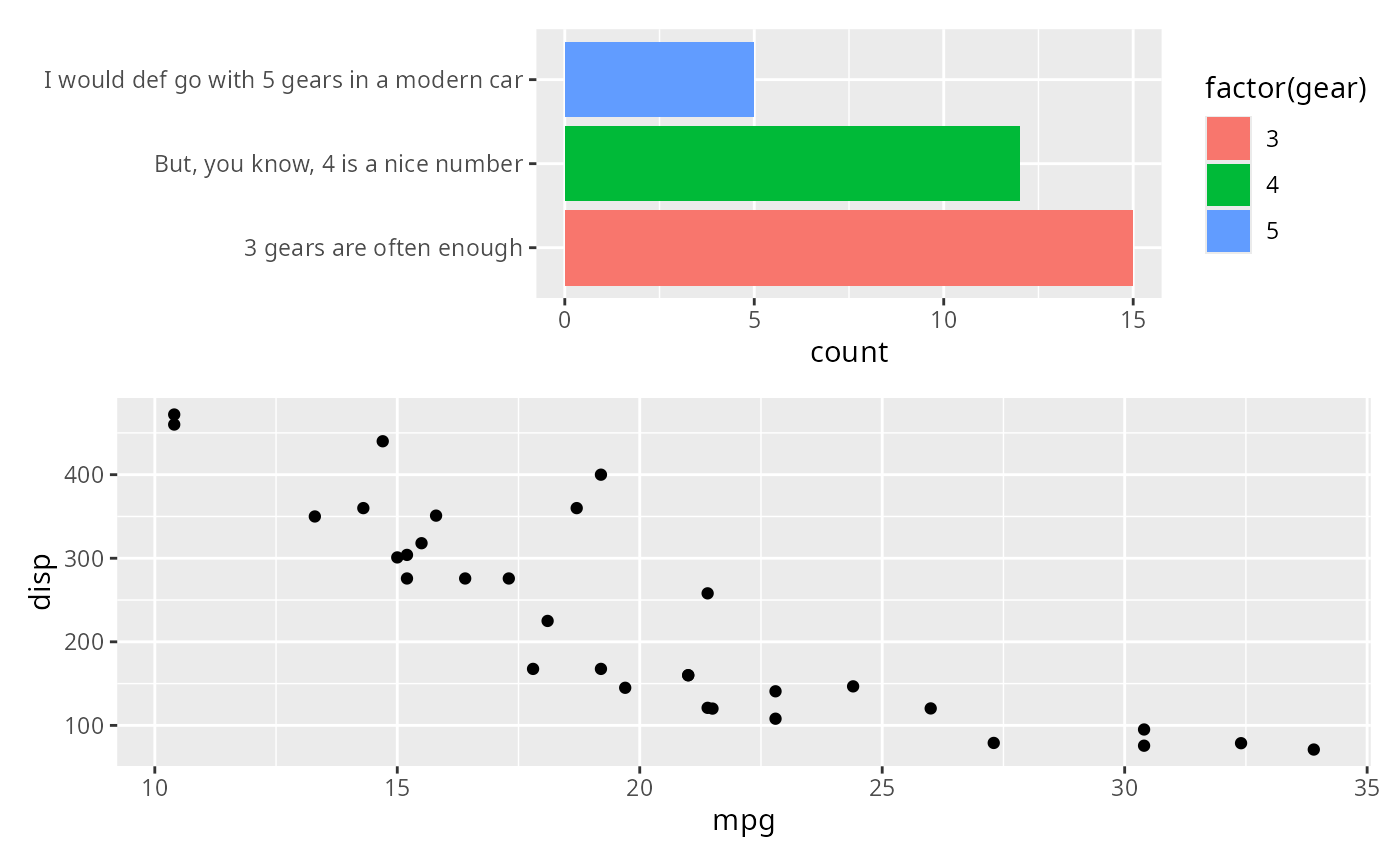 I would def go with 5 gears in a modern car
But, you know, 4 is a nice number
3 gears are often enough
0 5 10 15
count
factor(gear)
3
4
5
400
300
200
100
disp
10 15 20 25 30 35
mpg